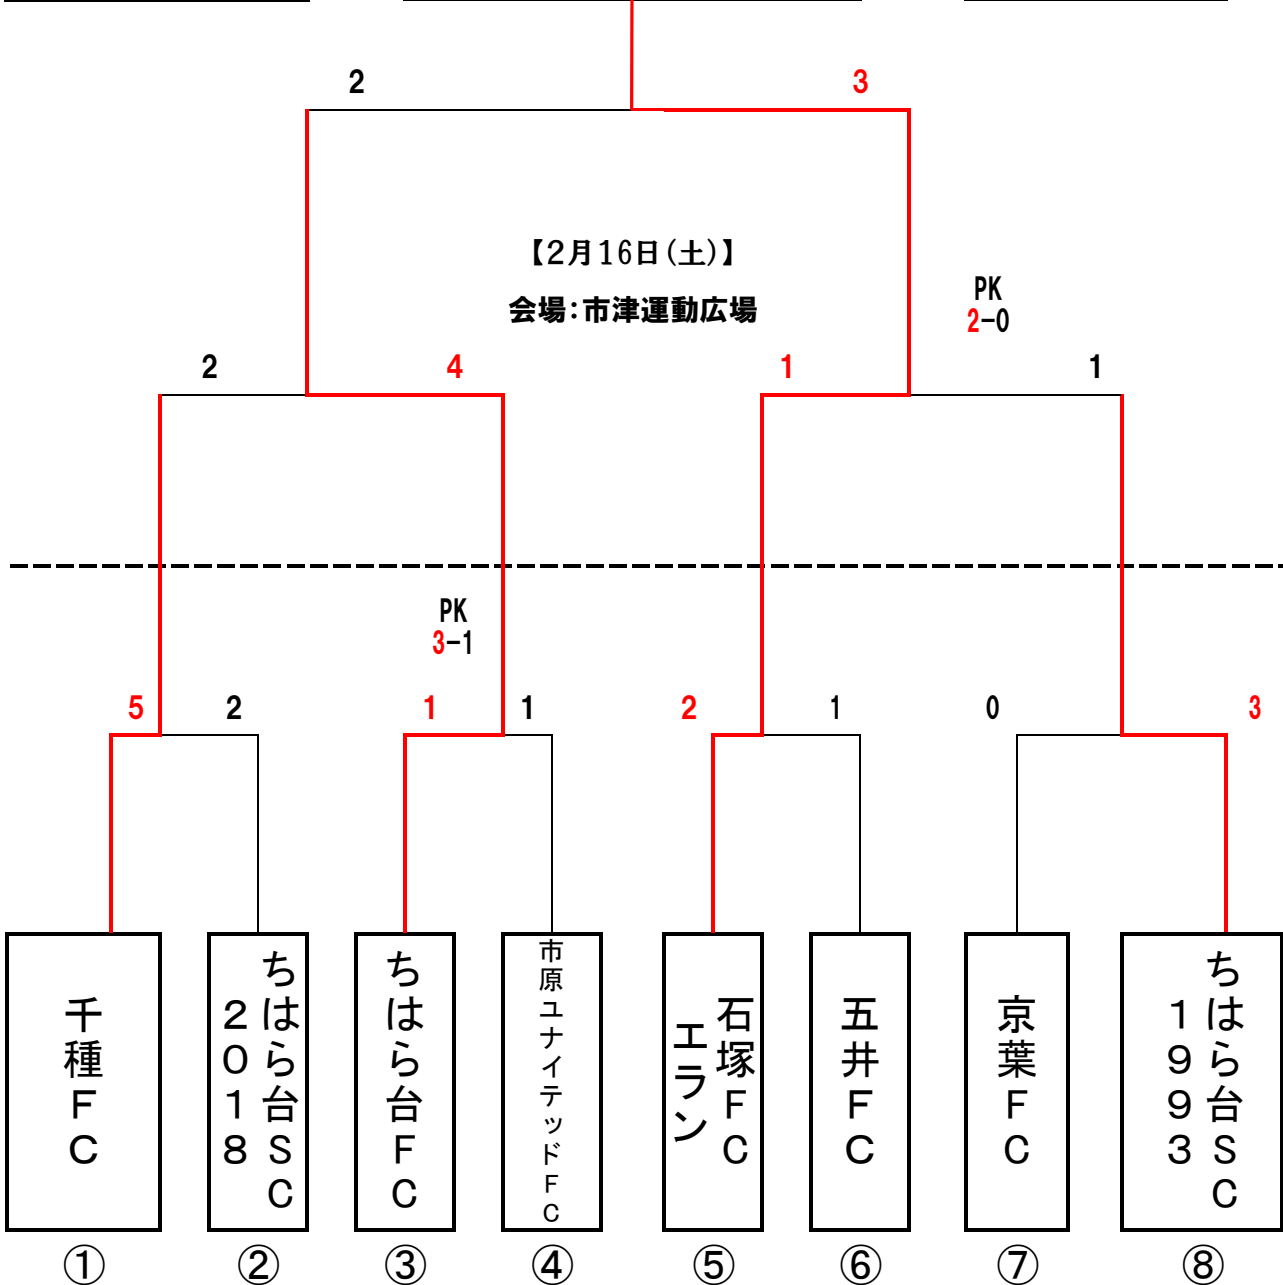 2
3
【2月16日(土)】
会場:市津運動広場
PK
2-0
2
4
1
1
PK
3-1
5
2
1
1
2
1
0
3
千種FC
ちはら台SC
2018
ちはら台FC
市原ユナイテッドFC
石塚FC
エラン
五井FC
京葉FC
ちはら台SC
1993
①
②
③
④
⑤
⑥
⑦
⑧